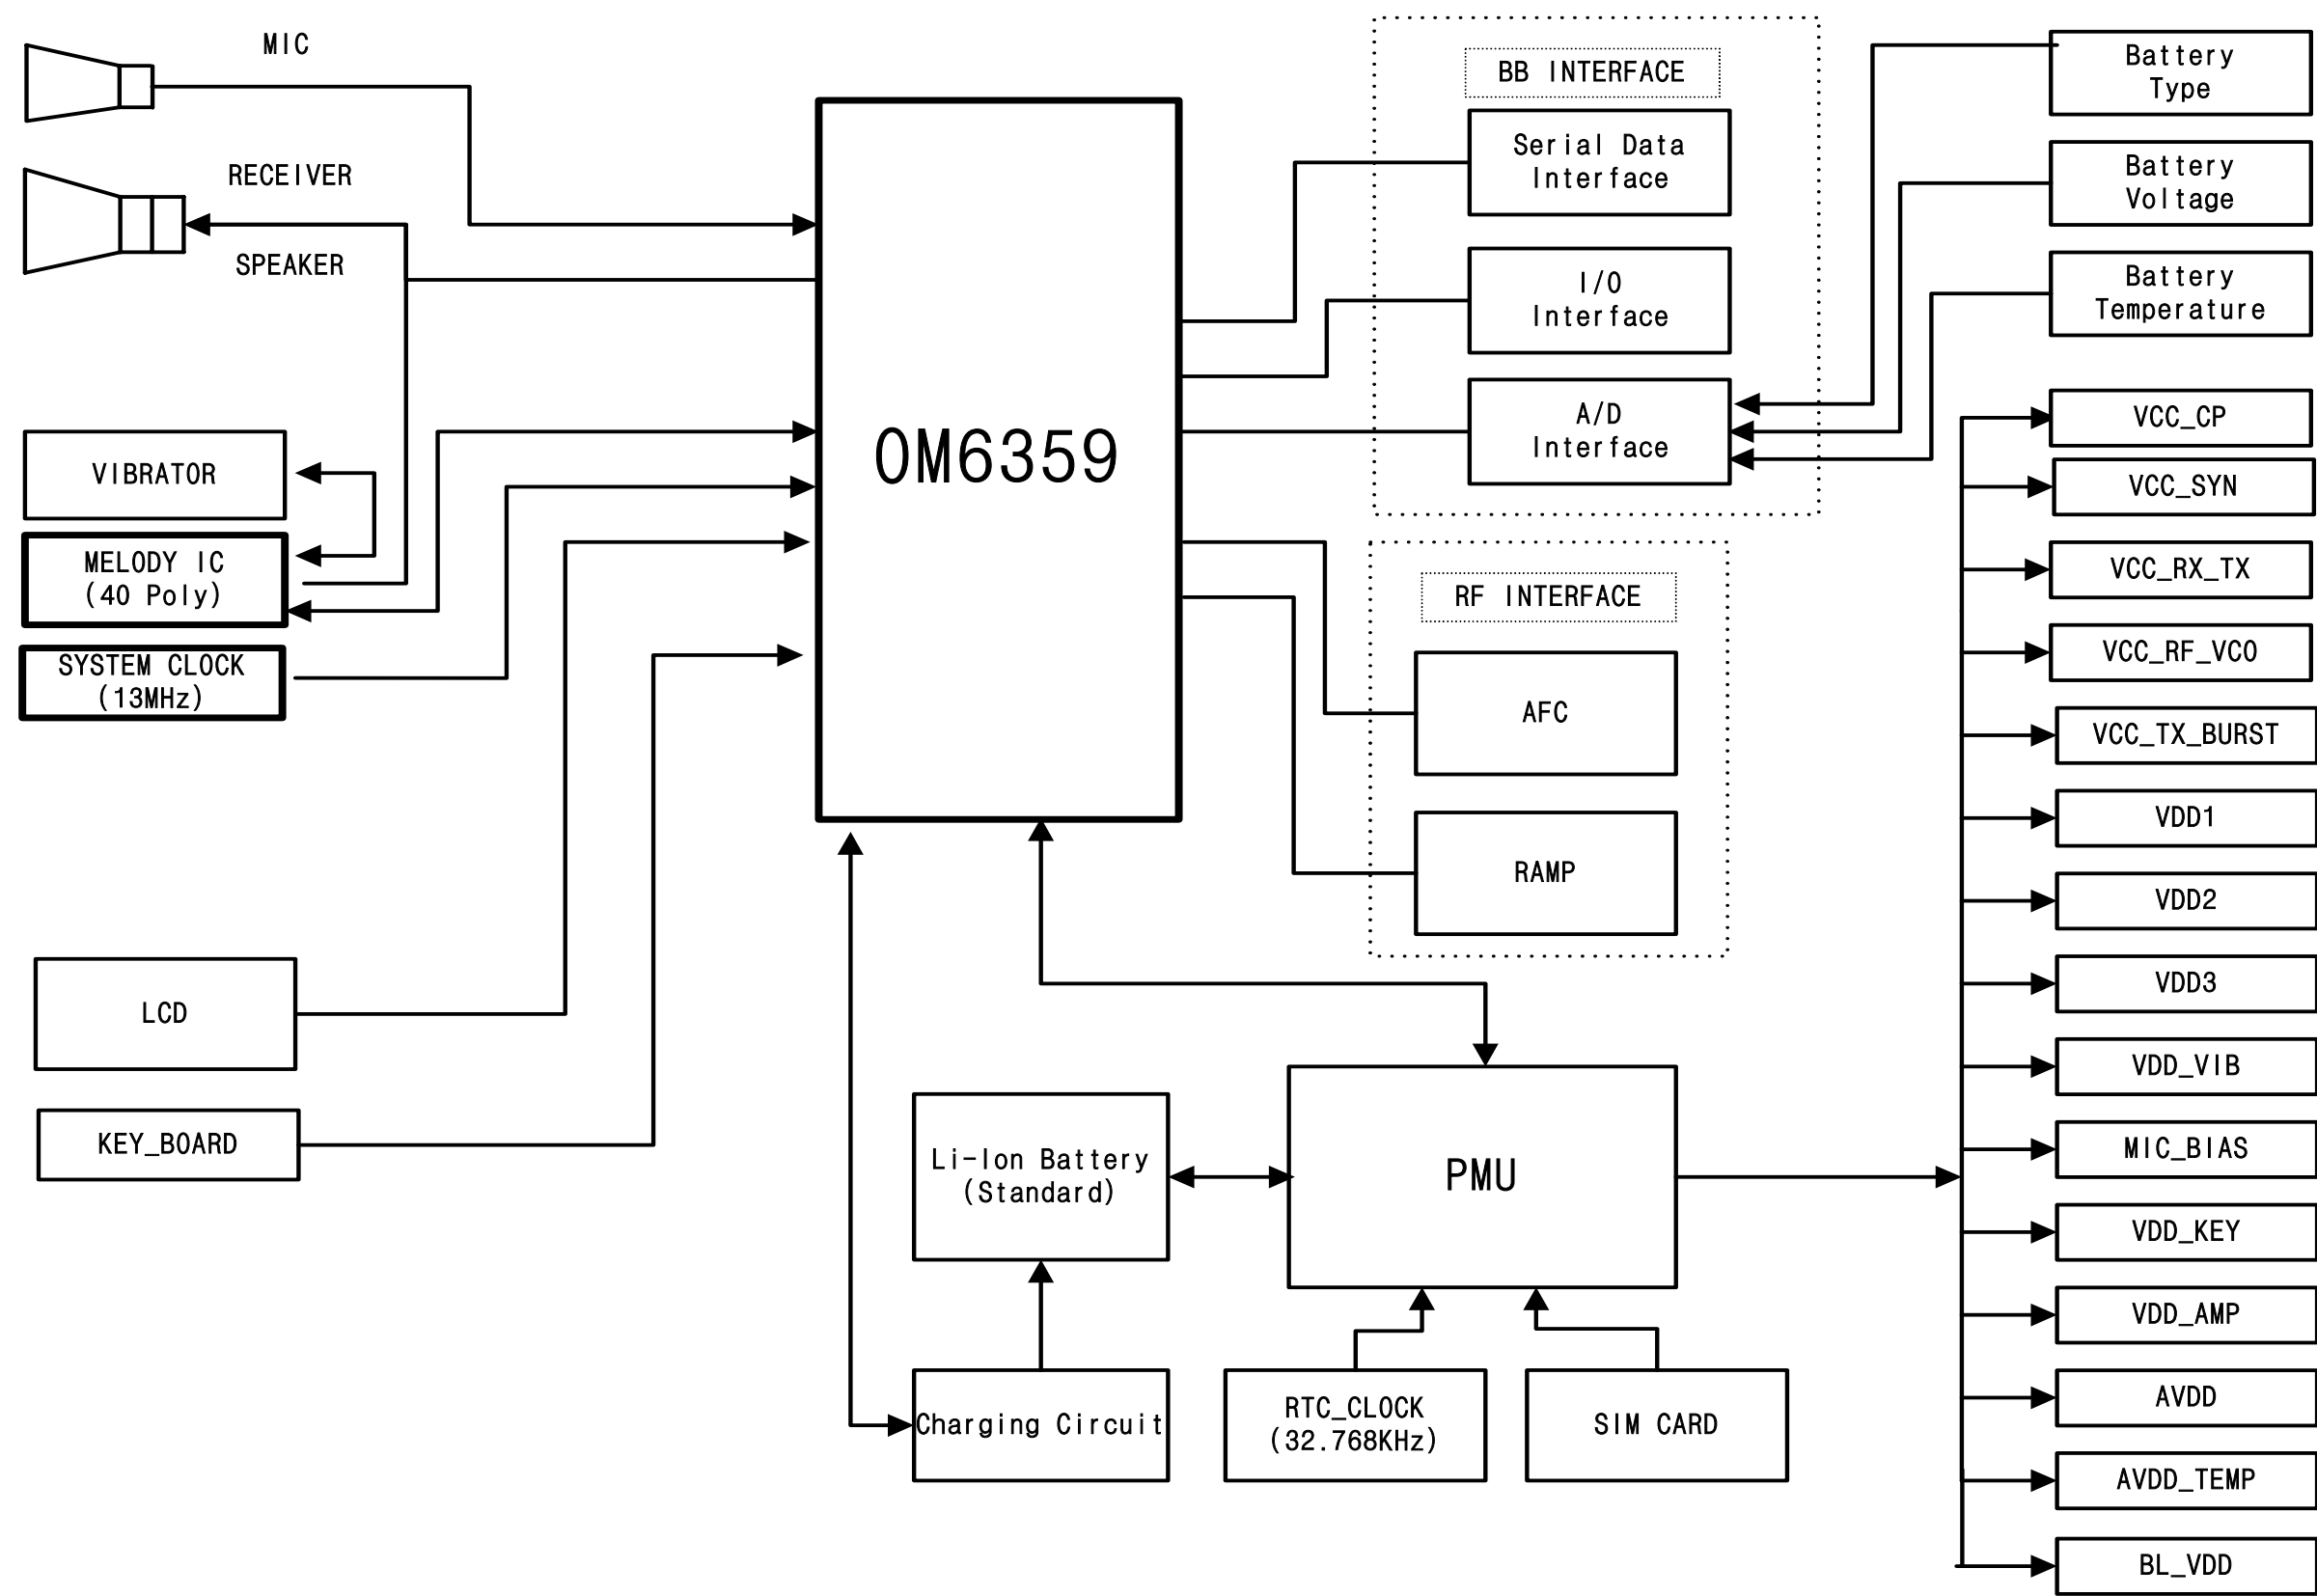 MIC
RECEIVER
SPEAKER
VIBRATOR
MELODY IC
(40 Poly)
SYSTEM CLOCK
(13MHz)
LCD
KEY_BOARD
OM6359
BB INTERFACE
Serial Data
Interface
I/O
Interface
A/D
Interface
RF INTERFACE
AFC
RAMP
Li-Ion Battery
(Standard)
PMU
Charging Circuit
RTC_CLOCK
(32.768KHz)
SIM CARD
Battery
Type
Battery
Voltage
Battery
Temperature
VCC_CP
VCC_SYN
VCC_RX_TX
VCC_RF_VCO
VCC_TX_BURST
VDD1
VDD2
VDD3
VDD_VIB
MIC_BIAS
VDD_KEY
VDD_AMP
AVDD
AVDD_TEMP
BL_VDD